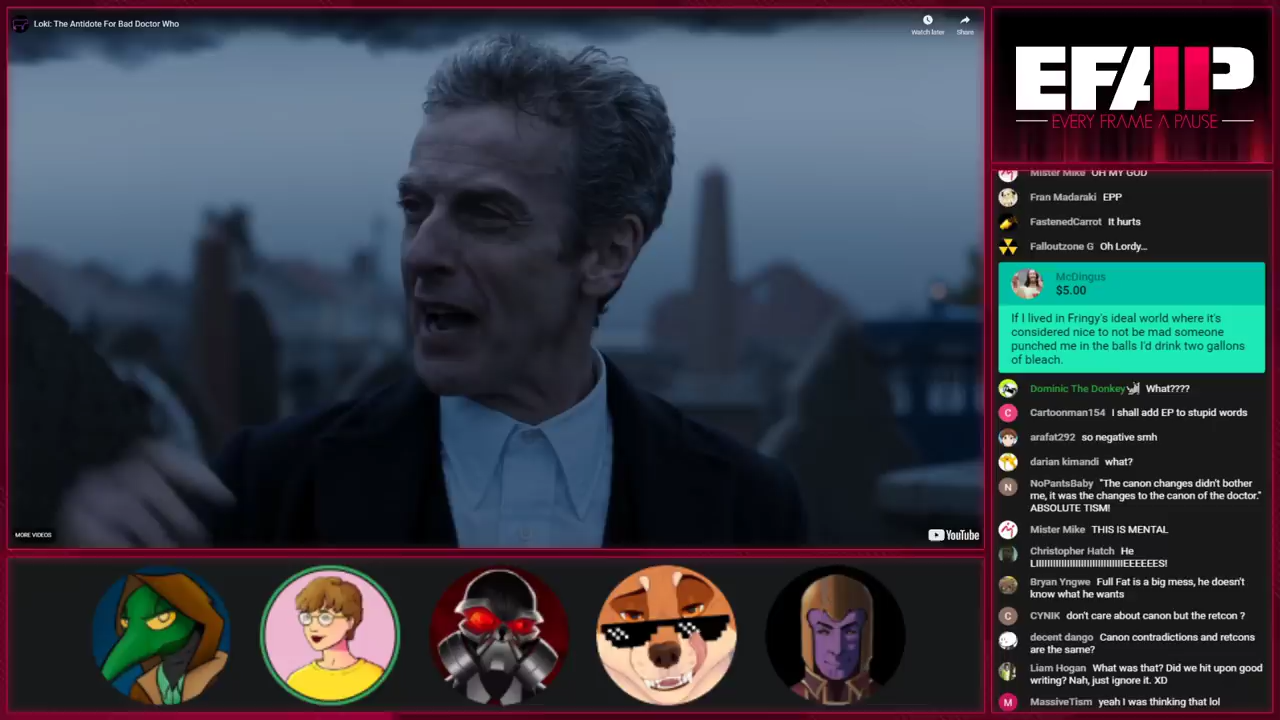 Loki: The Antidote For Bad Doctor Who
Watch later
Share
MORE VIDEOS
YouTube
EFAP
EVERY FRAME A PAUSE
Mister Mike OH MY GOD
Fran Madaraki EPP
FastenedCarrot It hurts
Falloutzone G Oh Lordy...
McDingus
$5.00
If I lived in Fringy's ideal world where it's
considered nice to not be mad someone
punched me in the balls I'd drink two gallons
of bleach.
Dominic The Donkey What????
C Cartoonman154 I shall add EP to stupid words
arafat292 so negative smh
darian kimandi what?
N NoPantsBaby "The canon changes didn't bother
me, it was the changes to the canon of the doctor."
ABSOLUTE TISM!
Mister Mike THIS IS MENTAL
Christopher Hatch He
Bryan Yngwe Full Fat is a big mess, he doesn't
know what he wants
C CYNIK don't care about canon but the retcon ?
decent dango Canon contradictions and retcons
are the same?
Liam Hogan What was that? Did we hit upon good
writing? Nah, just ignore it. XD
M MassiveTism yeah I was thinking that lol